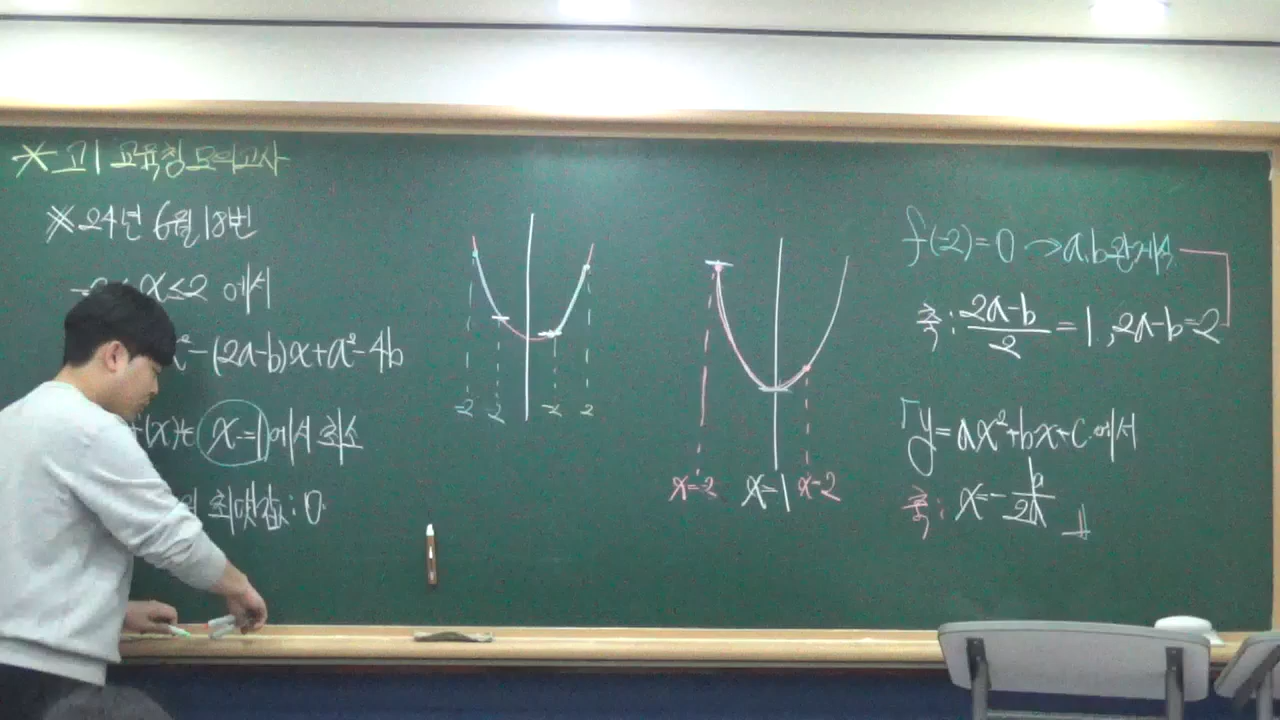 ※고1 교육청 모의고사
※24년 6월 18번
x≤2 에서
x²-(2a-b)x+a²-4b
f(x)는 x=1에서 최소
최댓값: 0.
-2 2
x=-2 x=1 x=2
f(-2)=0 → a,b관계식
축: (2a-b)/2 = 1, 2a-b=2
「y=ax²+bx+c 에서
축: x=-b/2a 」